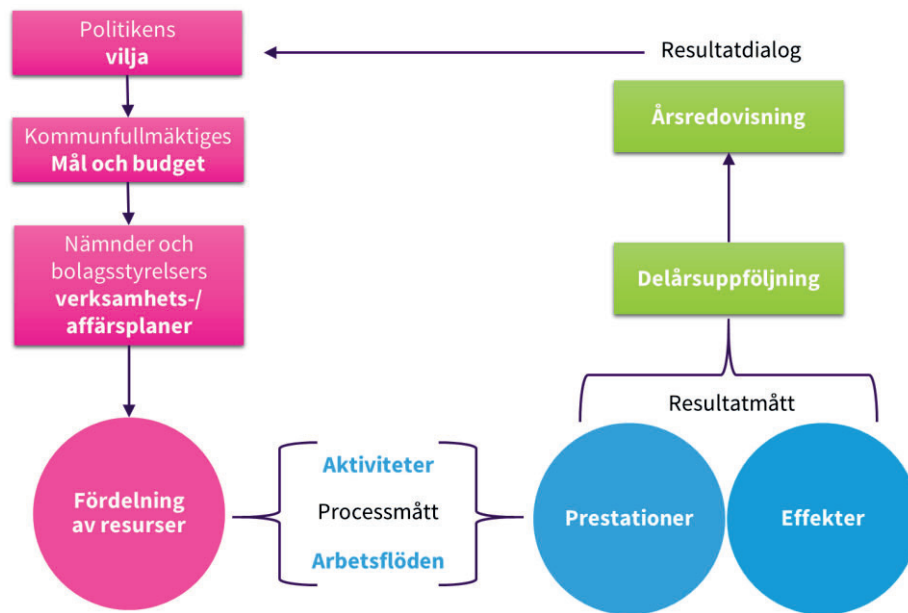 Politikens
vilja
Kommunfullmäktiges
Mål och budget
Nämnder och
bolagsstyrelsers
verksamhets-/
affärsplaner
Fördelning
av resurser
Aktiviteter
Processmått
Arbetsflöden
Prestationer
Effekter
Resultatmått
Delårsuppföljning
Årsredovisning
Resultatdialog